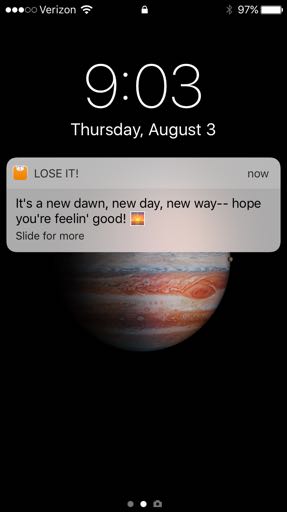 Verizon 97%
9:03
Thursday, August 3
LOSE IT! now
It's a new dawn, new day, new way-- hope
you're feelin' good! 🌅
Slide for more